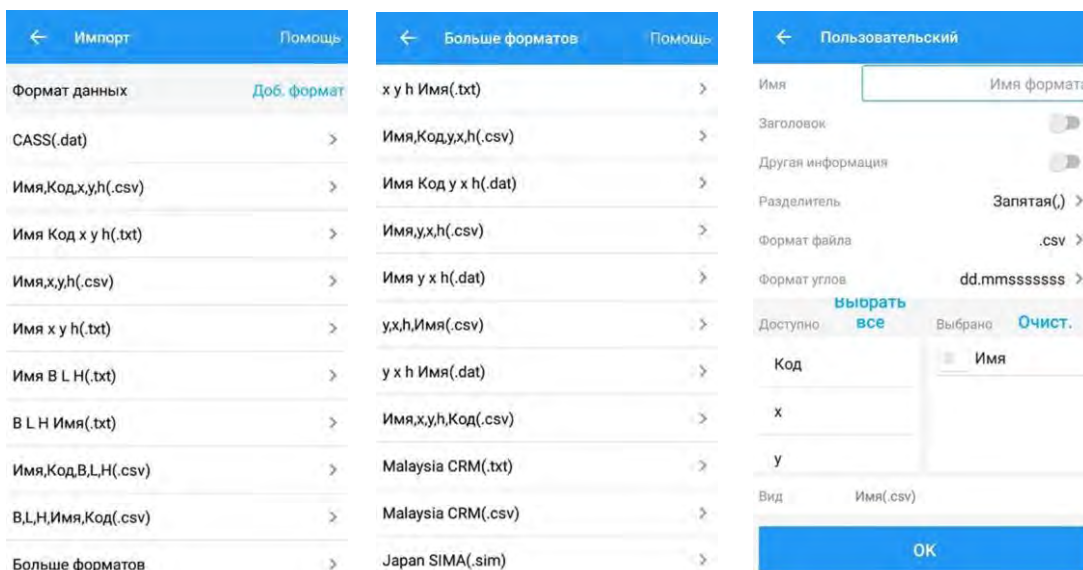 Импорт Помощь
Формат данных Доб. формат
CASS(.dat)
Имя,Код,x,y,h(.csv)
Имя Код x y h(.txt)
Имя,x,y,h(.csv)
Имя x y h(.txt)
Имя B L H(.txt)
B L H Имя(.txt)
Имя,Код,B,L,H(.csv)
B,L,H,Имя,Код(.csv)
Больше форматов
Больше форматов Помощь
x y h Имя(.txt)
Имя,Код,y,x,h(.csv)
Имя Код y x h(.dat)
Имя,y,x,h(.csv)
Имя y x h(.dat)
y,x,h,Имя(.csv)
y x h Имя(.dat)
Имя,x,y,h,Код(.csv)
Malaysia CRM(.txt)
Malaysia CRM(.csv)
Japan SIMA(.sim)
Пользовательский
Имя Имя формата
Заголовок
Другая информация
Разделитель Запятая(,)
Формат файла .csv
Формат углов dd.mmsssssss
Доступно Выбрать все Выбрано Очист.
Код Имя
x
y
Вид Имя(.csv)
OK